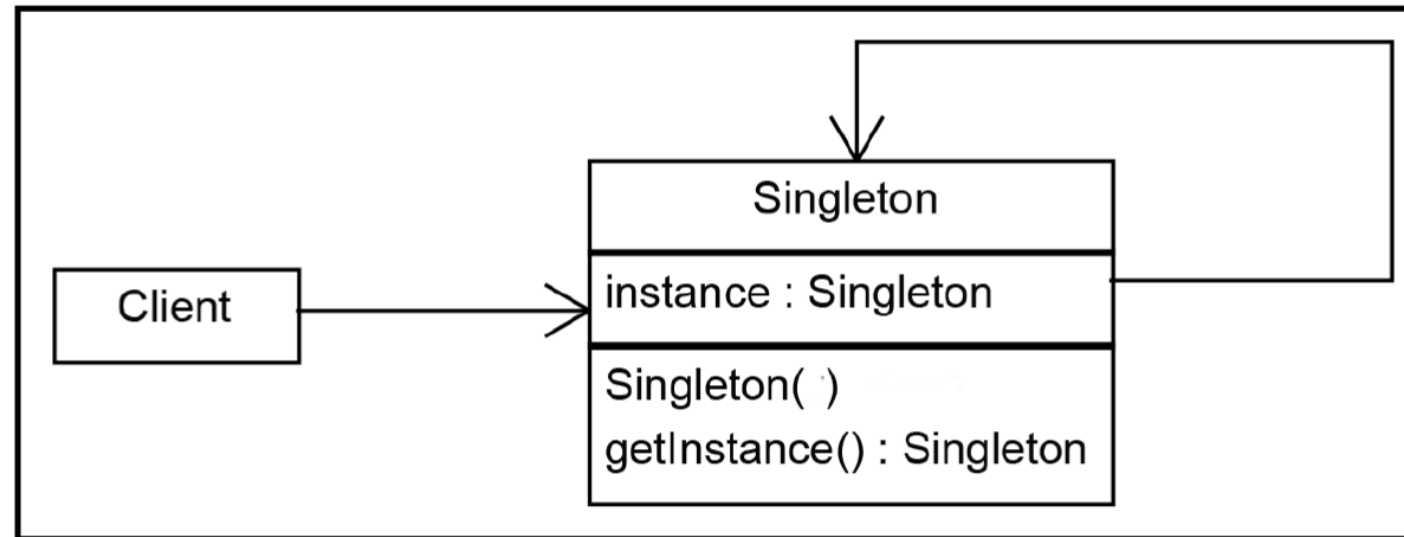 Singleton
Client
instance : Singleton
Singleton( )
getInstance() : Singleton